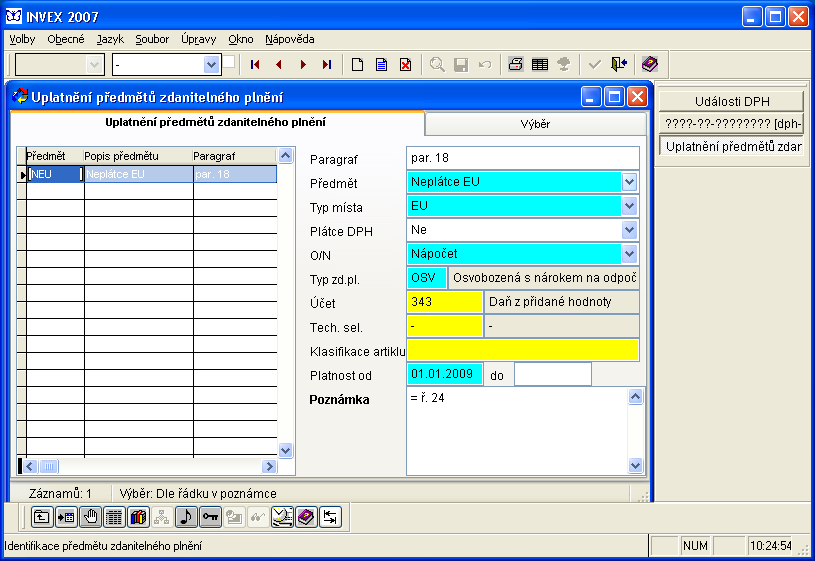 INVEX 2007
Volby Obecné Jazyk Soubor Úpravy Okno Nápověda
-
Uplatnění předmětů zdanitelného plnění
Uplatnění předmětů zdanitelného plnění Výběr
Předmět Popis předmětu Paragraf
NEU Neplátce EU par. 18
Paragraf par. 18
Předmět Neplátce EU
Typ místa EU
Plátce DPH Ne
O/N Nápočet
Typ zd.pl. OSV Osvobozená s nárokem na odpoč
Účet 343 Daň z přidané hodnoty
Tech. sel. - -
Klasifikace artiklu
Platnost od 01.01.2009 do
Poznámka = ř. 24
Záznamů: 1 Výběr: Dle řádku v poznámce
Události DPH
????-??-???????? [dph-
Uplatnění předmětů zdar
Identifikace předmětu zdanitelného plnění NUM 10:24:54